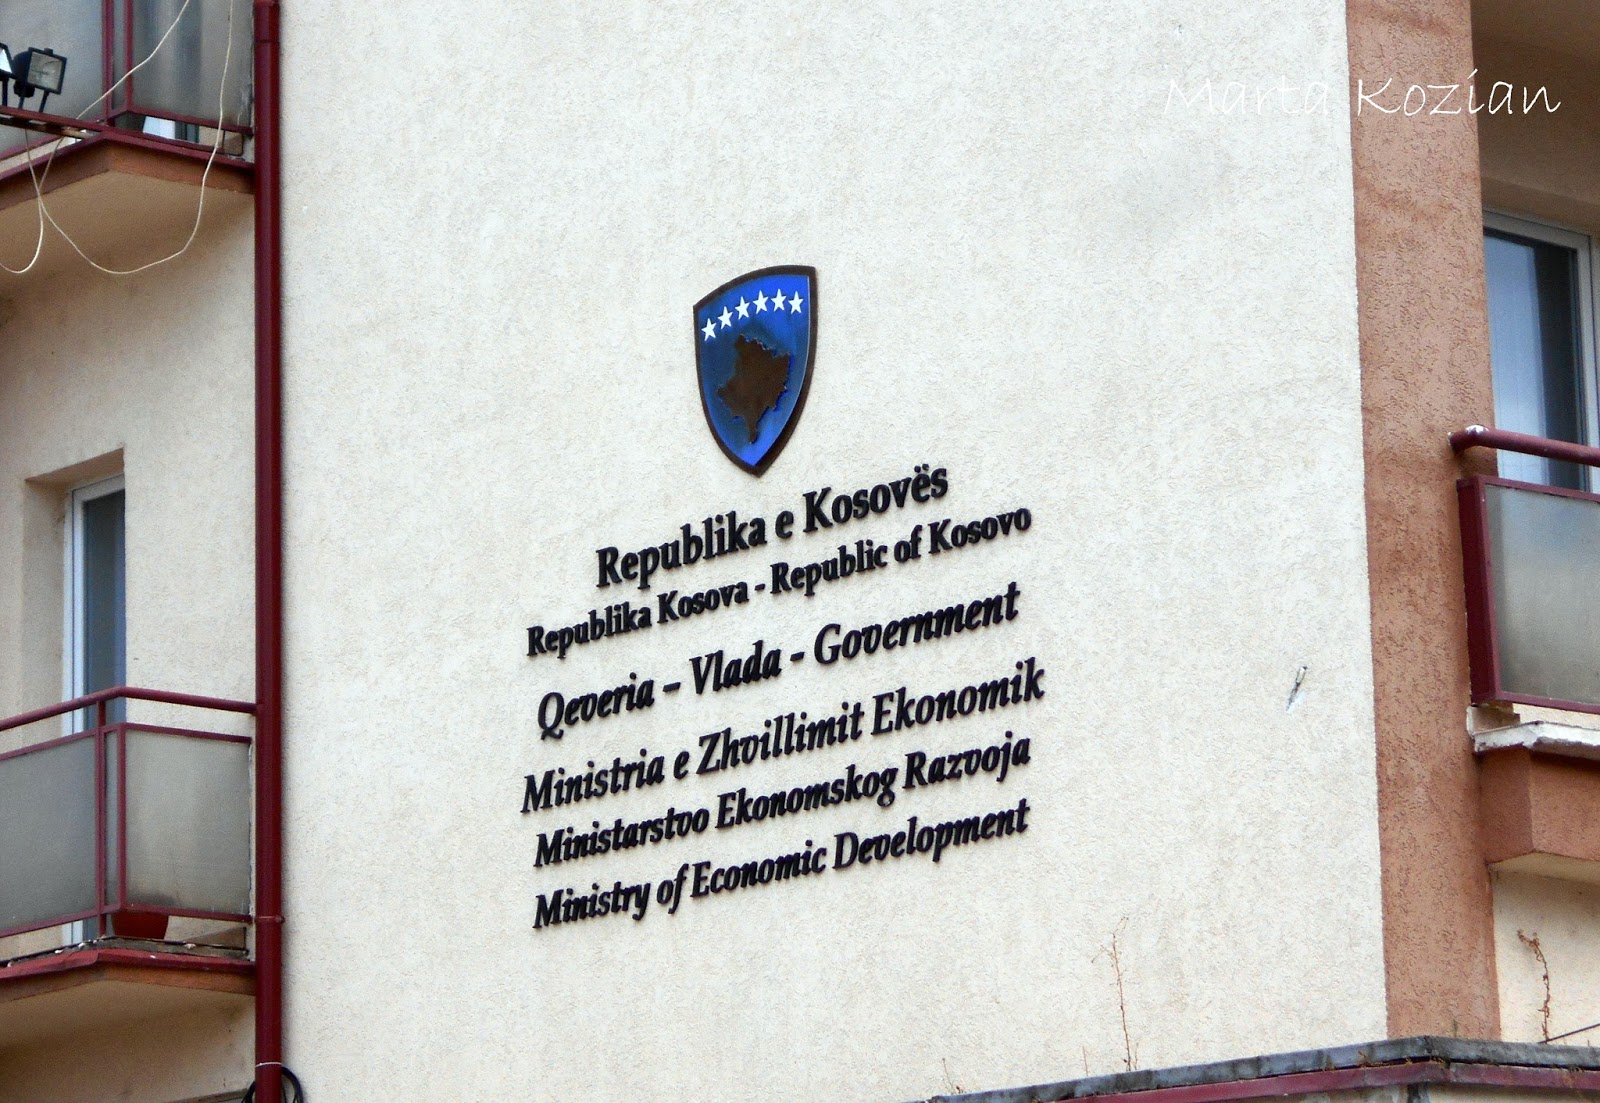 Marta Kozian
Republika e Kosovës
Republika Kosova - Republic of Kosovo
Qeveria – Vlada - Government
Ministria e Zhvillimit Ekonomik
Ministarstvo Ekonomskog Razvoja
Ministry of Economic Development